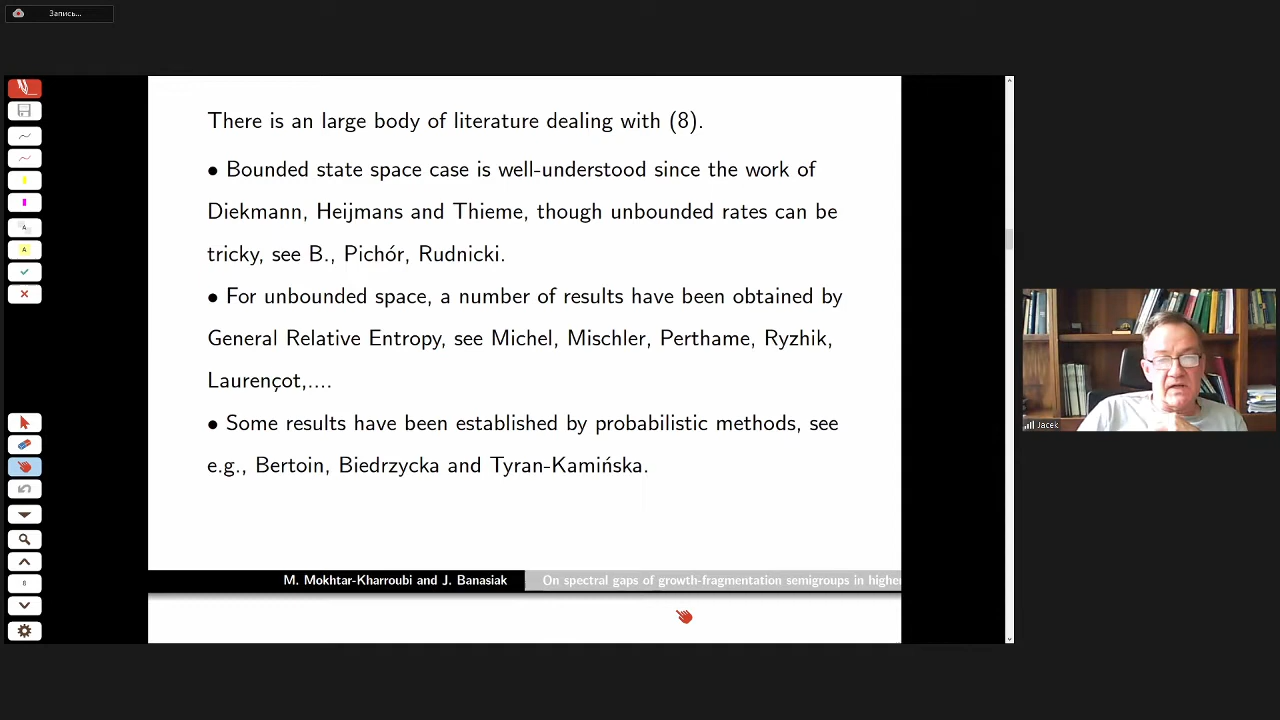 Запись...
There is an large body of literature dealing with (8).
• Bounded state space case is well-understood since the work of
Diekmann, Heijmans and Thieme, though unbounded rates can be
tricky, see B., Pichór, Rudnicki.
• For unbounded space, a number of results have been obtained by
General Relative Entropy, see Michel, Mischler, Perthame, Ryzhik,
Laurençot,....
• Some results have been established by probabilistic methods, see
e.g., Bertoin, Biedrzycka and Tyran-Kamińska.
M. Mokhtar-Kharroubi and J. Banasiak
On spectral gaps of growth-fragmentation semigroups in higher
A
A
8
Jacek